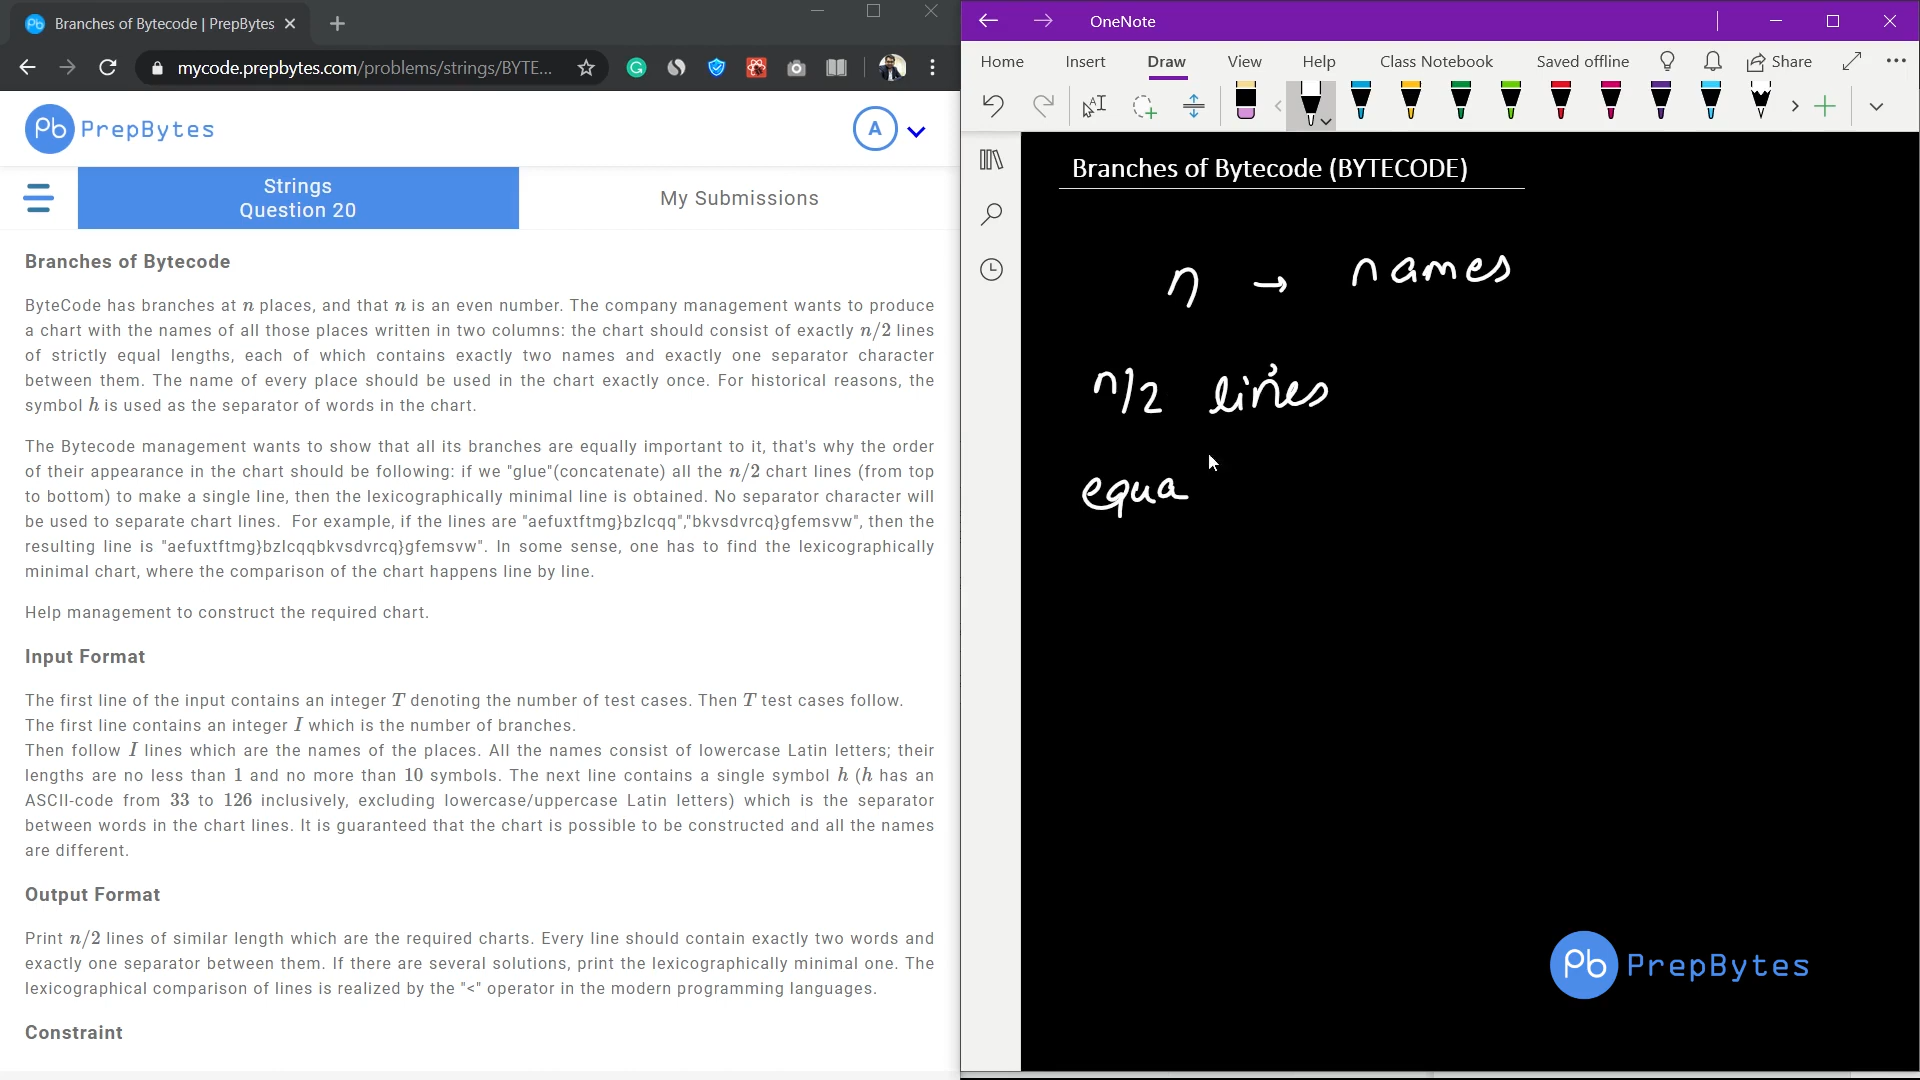 Branches of Bytecode | PrepBytes
mycode.prepbytes.com/problems/strings/BYTE...
Pb PrepBytes
A
Strings
Question 20
My Submissions
Branches of Bytecode
ByteCode has branches at n places, and that n is an even number. The company management wants to produce
a chart with the names of all those places written in two columns: the chart should consist of exactly n/2 lines
of strictly equal lengths, each of which contains exactly two names and exactly one separator character
between them. The name of every place should be used in the chart exactly once. For historical reasons, the
symbol h is used as the separator of words in the chart.
The Bytecode management wants to show that all its branches are equally important to it, that's why the order
of their appearance in the chart should be following: if we "glue"(concatenate) all the n/2 chart lines (from top
to bottom) to make a single line, then the lexicographically minimal line is obtained. No separator character will
be used to separate chart lines. For example, if the lines are "aefuxtftmg}bzlcqq","bkvsdvrcq}gfemsvw", then the
resulting line is "aefuxtftmg}bzlcqqbkvsdvrcq}gfemsvw". In some sense, one has to find the lexicographically
minimal chart, where the comparison of the chart happens line by line.
Help management to construct the required chart.
Input Format
The first line of the input contains an integer T denoting the number of test cases. Then T test cases follow.
The first line contains an integer I which is the number of branches.
Then follow I lines which are the names of the places. All the names consist of lowercase Latin letters; their
lengths are no less than 1 and no more than 10 symbols. The next line contains a single symbol h (h has an
ASCII-code from 33 to 126 inclusively, excluding lowercase/uppercase Latin letters) which is the separator
between words in the chart lines. It is guaranteed that the chart is possible to be constructed and all the names
are different.
Output Format
Print n/2 lines of similar length which are the required charts. Every line should contain exactly two words and
exactly one separator between them. If there are several solutions, print the lexicographically minimal one. The
lexicographical comparison of lines is realized by the "<" operator in the modern programming languages.
Constraint
OneNote
Home Insert Draw View Help Class Notebook Saved offline Share
Branches of Bytecode (BYTECODE)
n → names
n/2 lines
equa
Pb PrepBytes